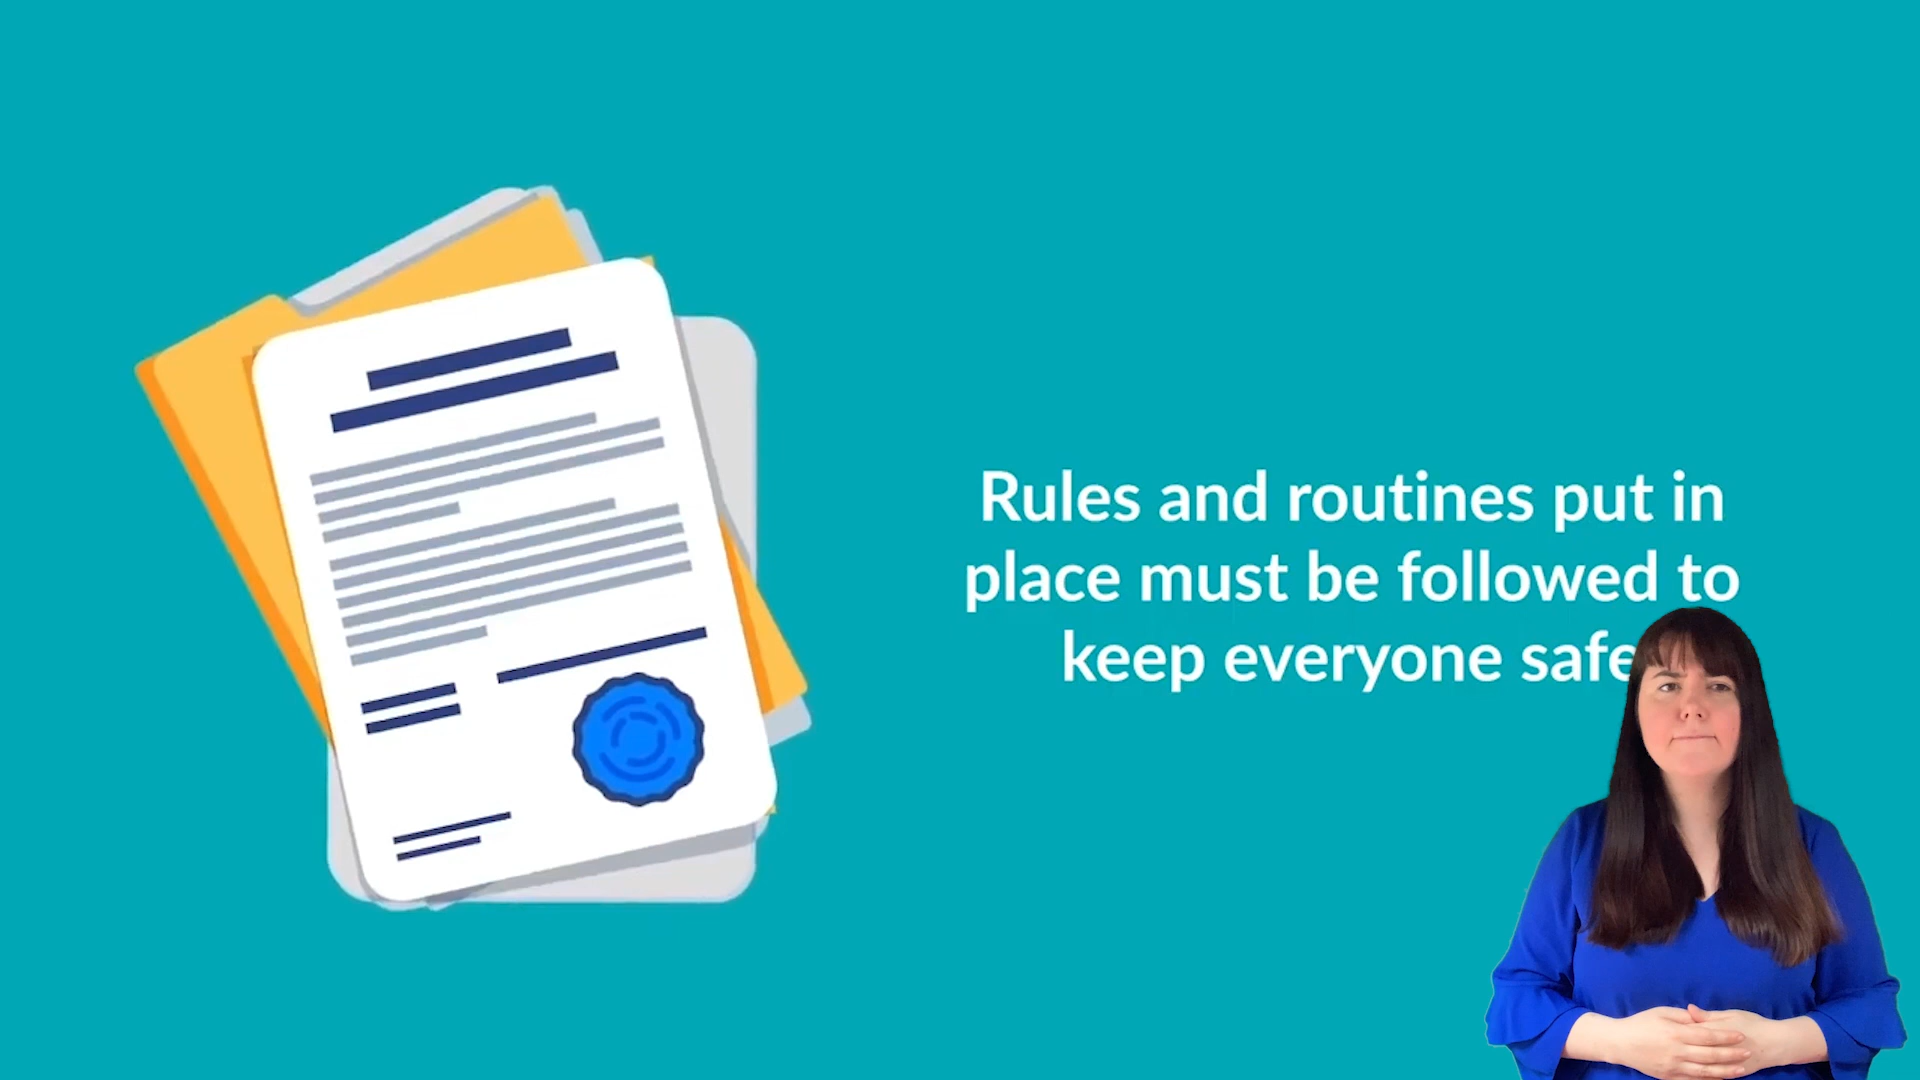 Rules and routines put in
place must be followed to
keep everyone safe